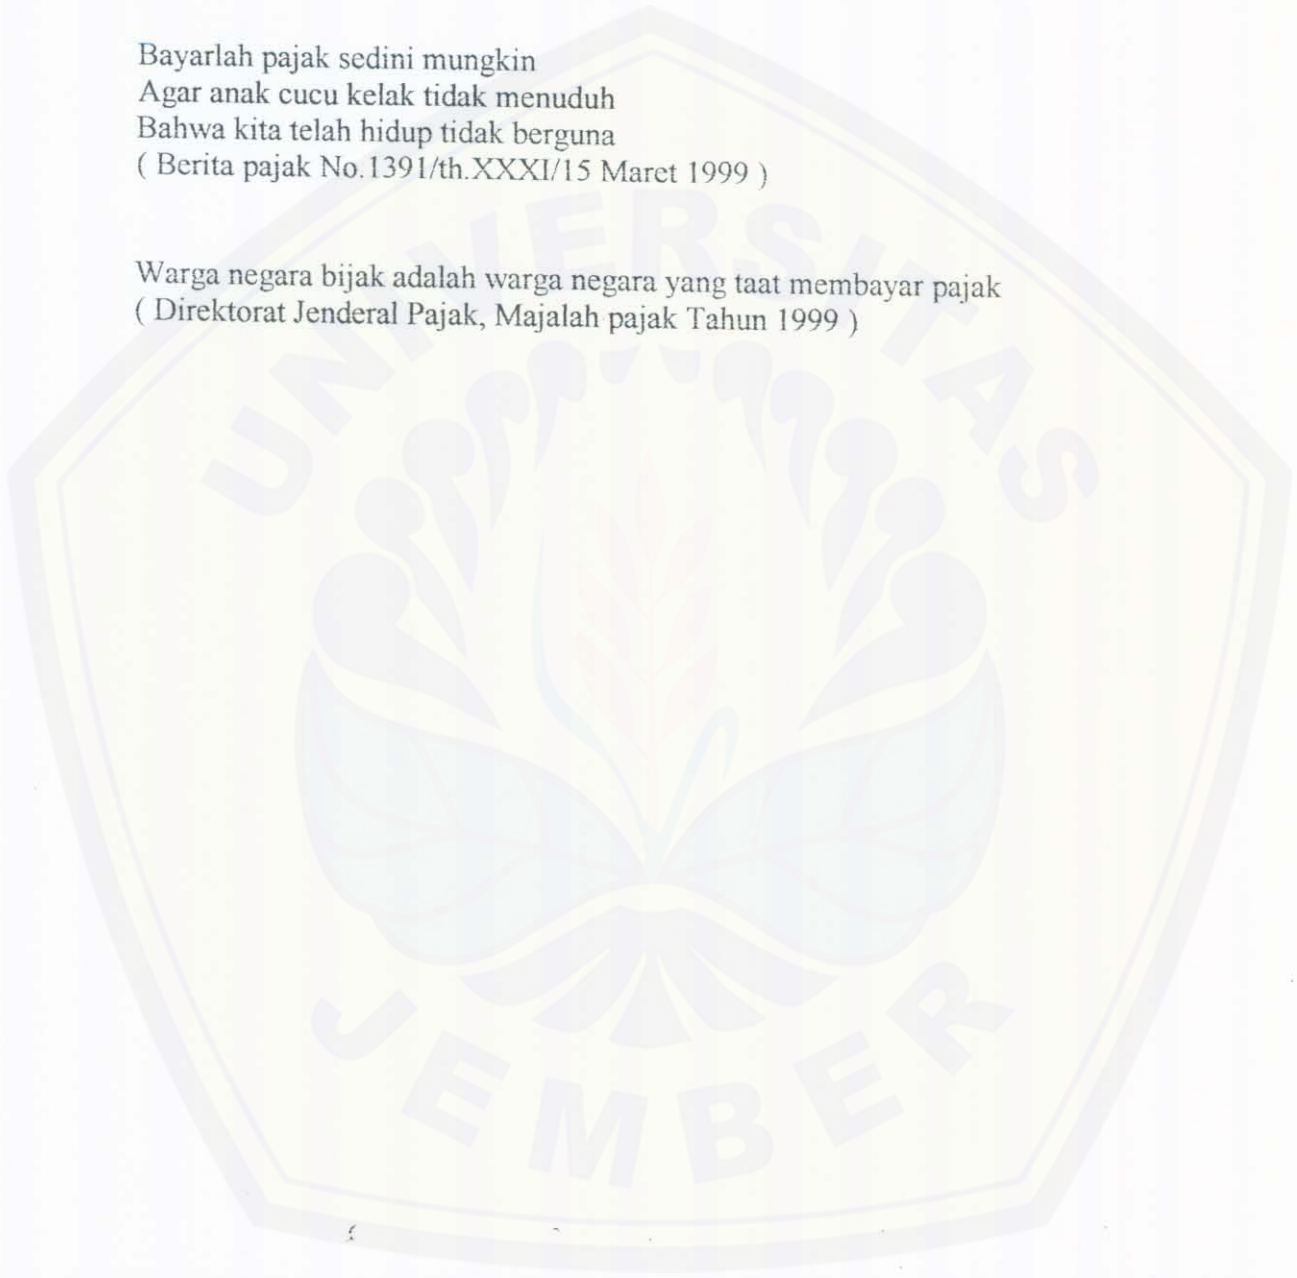 Bayarlah pajak sedini mungkin
Agar anak cucu kelak tidak menuduh
Bahwa kita telah hidup tidak berguna
( Berita pajak No.1391/th.XXXI/15 Maret 1999 )
Warga negara bijak adalah warga negara yang taat membayar pajak
( Direktorat Jenderal Pajak, Majalah pajak Tahun 1999 )
UNIVERSITAS
JEMBER